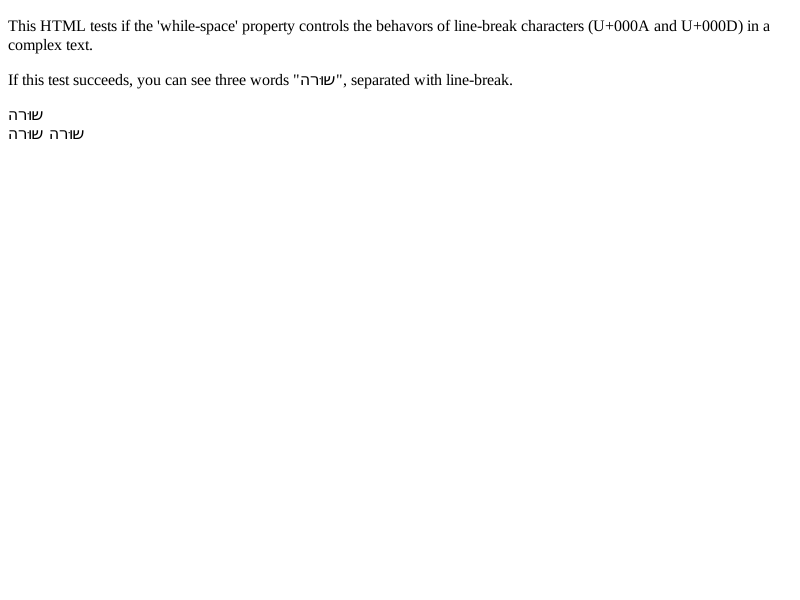 This HTML tests if the 'while-space' property controls the behavors of line-break characters (U+000A and U+000D) in a
complex text.
If this test succeeds, you can see three words "שורה", separated with line-break.
שורה
שורה שורה